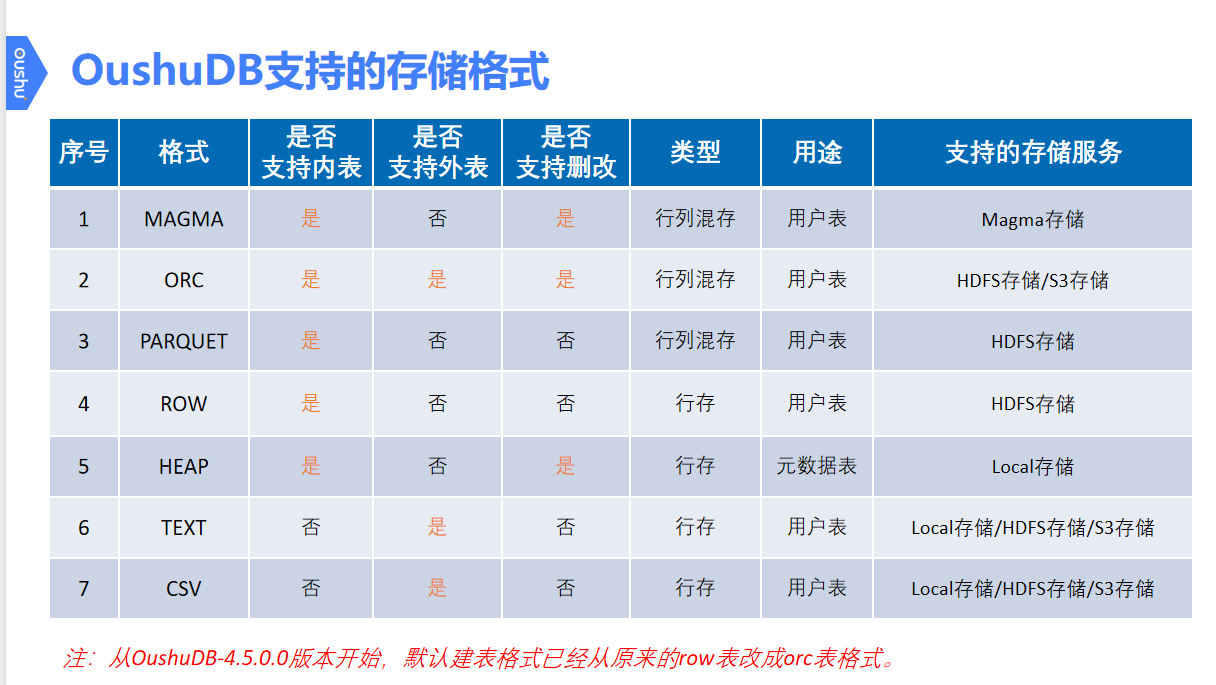 Oushu
OushuDB支持的存储格式
序号 格式 是否支持内表 是否支持外表 是否支持删改 类型 用途 支持的存储服务
1 MAGMA 是 否 是 行列混存 用户表 Magma存储
2 ORC 是 是 是 行列混存 用户表 HDFS存储/S3存储
3 PARQUET 是 否 否 行列混存 用户表 HDFS存储
4 ROW 是 否 否 行存 用户表 HDFS存储
5 HEAP 是 否 是 行存 元数据表 Local存储
6 TEXT 否 是 否 行存 用户表 Local存储/HDFS存储/S3存储
7 CSV 否 是 否 行存 用户表 Local存储/HDFS存储/S3存储
注：从OushuDB-4.5.0.0版本开始，默认建表格式已经从原来的row表改成orc表格式。